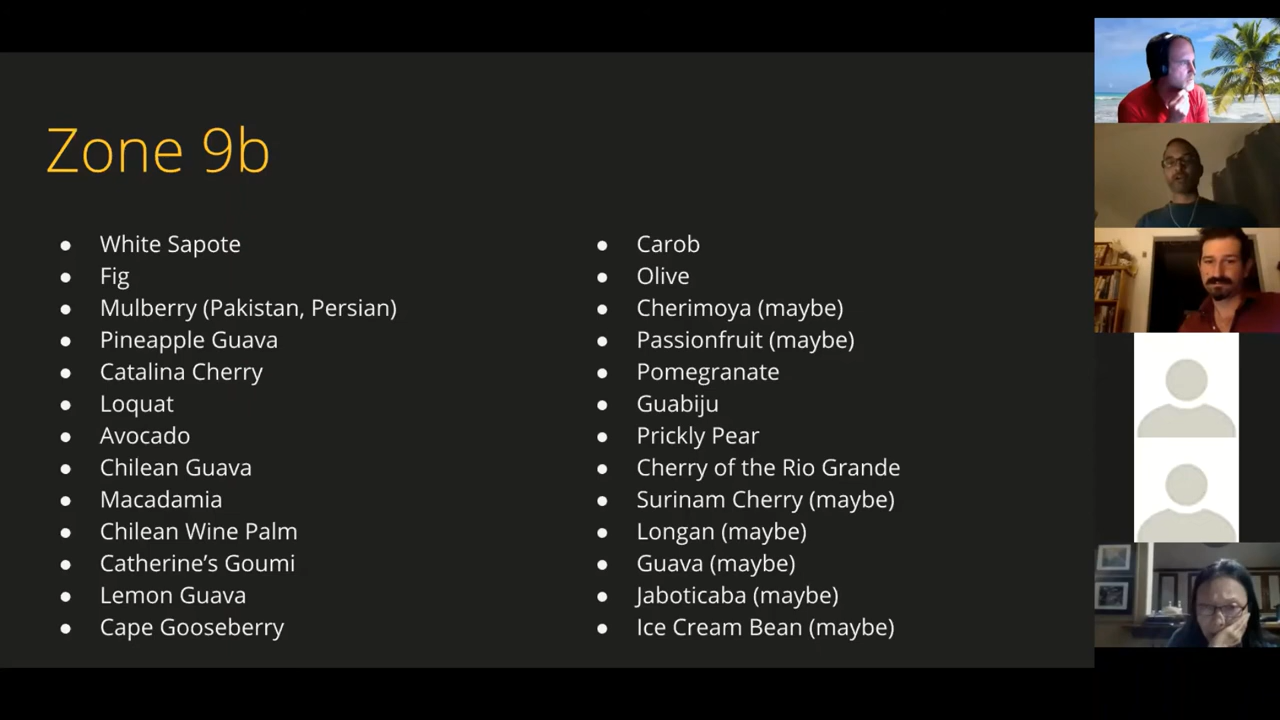 Zone 9b
White Sapote
Fig
Mulberry (Pakistan, Persian)
Pineapple Guava
Catalina Cherry
Loquat
Avocado
Chilean Guava
Macadamia
Chilean Wine Palm
Catherine’s Goumi
Lemon Guava
Cape Gooseberry
Carob
Olive
Cherimoya (maybe)
Passionfruit (maybe)
Pomegranate
Guabiju
Prickly Pear
Cherry of the Rio Grande
Surinam Cherry (maybe)
Longan (maybe)
Guava (maybe)
Jaboticaba (maybe)
Ice Cream Bean (maybe)